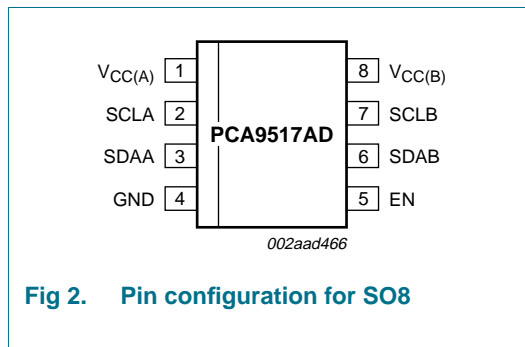 VCC(A) 1 8 VCC(B)
SCLA 2 7 SCLB
PCA9517AD
SDAA 3 6 SDAB
GND 4 5 EN
002aad466
Fig 2. Pin configuration for SO8